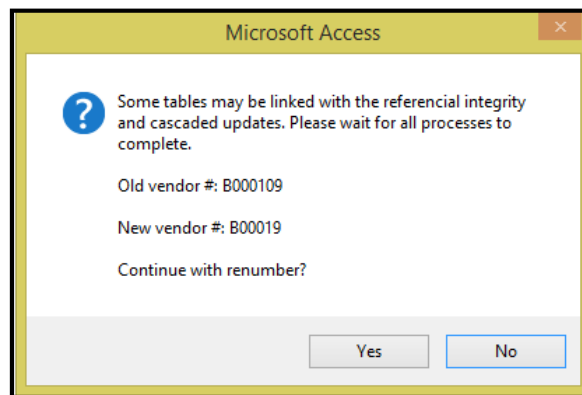 Microsoft Access
Some tables may be linked with the referencial integrity
and cascaded updates. Please wait for all processes to
complete.
Old vendor #: B000109
New vendor #: B00019
Continue with renumber?
Yes
No